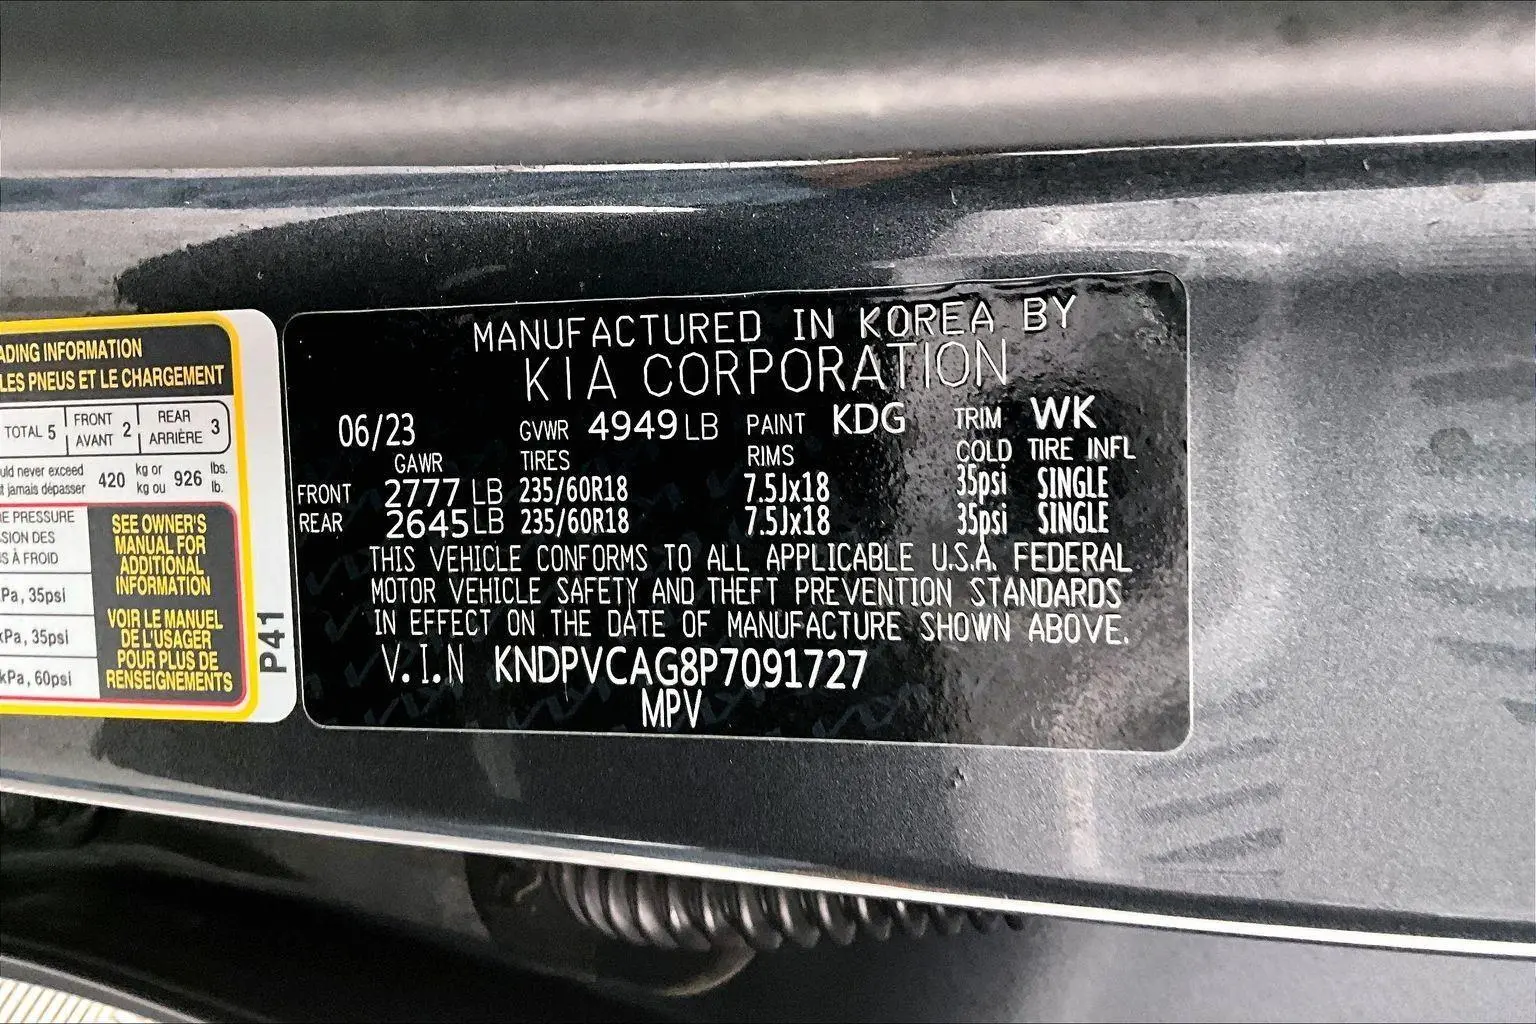 ADING INFORMATION
LES PNEUS ET LE CHARGEMENT
TOTAL 5 FRONT AVANT 2 REAR ARRIÈRE 3
uld never exceed
t jamais dépasser
420 kg or kg ou 926 lbs. lb.
E PRESSURE
SION DES
S À FROID
Pa, 35psi
kPa, 35psi
kPa, 60psi
SEE OWNER'S
MANUAL FOR
ADDITIONAL
INFORMATION
VOIR LE MANUEL
DE L'USAGER
POUR PLUS DE
RENSEIGNEMENTS
P41
MANUFACTURED IN KOREA BY
KIA CORPORATION
06/23 GVWR 4949LB PAINT KDG TRIM WK
GAWR TIRES RIMS COLD TIRE INFL
FRONT 2777 LB 235/60R18 7.5Jx18 35psi SINGLE
REAR 2645LB 235/60R18 7.5Jx18 35psi SINGLE
THIS VEHICLE CONFORMS TO ALL APPLICABLE U.S.A. FEDERAL
MOTOR VEHICLE SAFETY AND THEFT PREVENTION STANDARDS
IN EFFECT ON THE DATE OF MANUFACTURE SHOWN ABOVE.
V.I.N KNDPVCAG8P7091727
MPV